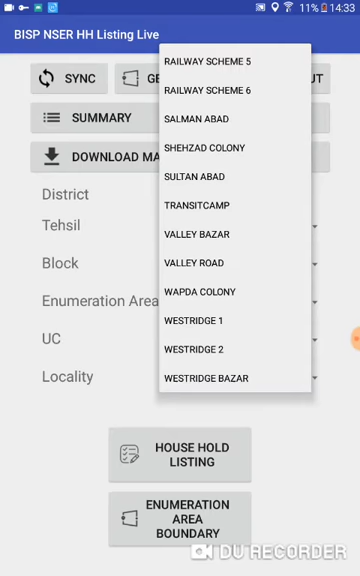 11% 14:33
BISP NSER HH Listing Live
SYNC
GE
UT
SUMMARY
DOWNLOAD MA
District
Tehsil
Block
Enumeration Area
UC
Locality
RAILWAY SCHEME 5
RAILWAY SCHEME 6
SALMAN ABAD
SHEHZAD COLONY
SULTAN ABAD
TRANSITCAMP
VALLEY BAZAR
VALLEY ROAD
WAPDA COLONY
WESTRIDGE 1
WESTRIDGE 2
WESTRIDGE BAZAR
HOUSE HOLD
LISTING
ENUMERATION
AREA
BOUNDARY
DU RECORDER